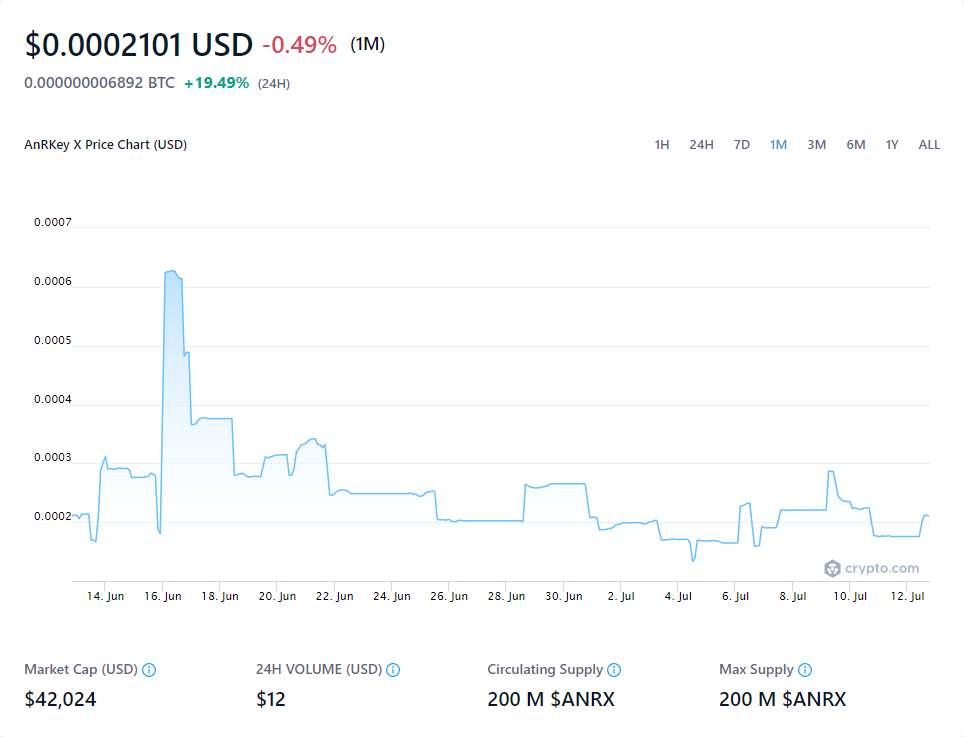 $0.0002101 USD -0.49% (1M)
0.000000006892 BTC +19.49% (24H)
AnRKey X Price Chart (USD) 1H 24H 7D 1M 3M 6M 1Y ALL
0.0007
0.0006
0.0005
0.0004
0.0003
0.0002
crypto.com
14. Jun 16. Jun 18. Jun 20. Jun 22. Jun 24. Jun 26. Jun 28. Jun 30. Jun 2. Jul 4. Jul 6. Jul 8. Jul 10. Jul 12. Jul
Market Cap (USD) 24H VOLUME (USD) Circulating Supply Max Supply
$42,024 $12 200 M $ANRX 200 M $ANRX